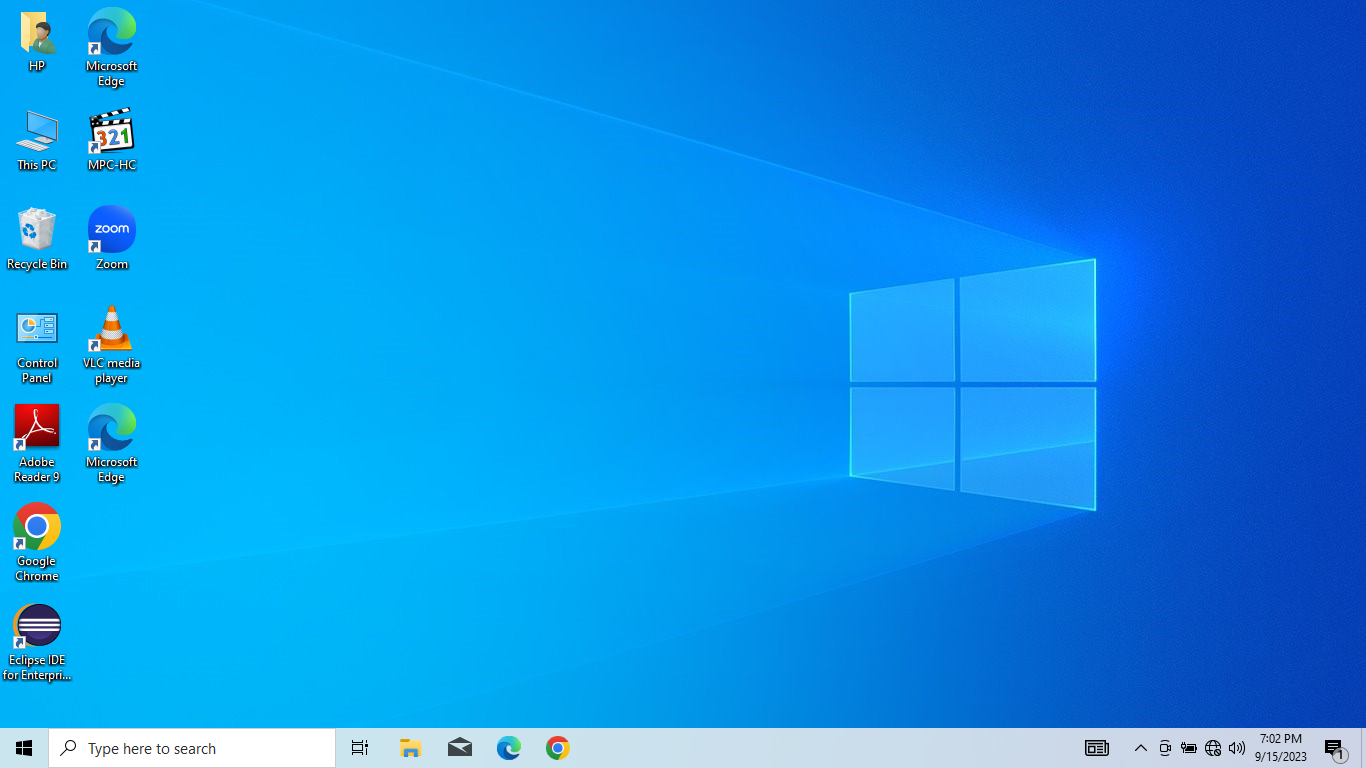 HP
Microsoft
Edge
This PC
321
MPC-HC
Recycle Bin
zoom
Zoom
Control
Panel
VLC media
player
Adobe
Reader 9
Microsoft
Edge
Google
Chrome
Eclipse IDE
for Enterpri...
Type here to search
7:02 PM
9/15/2023
1